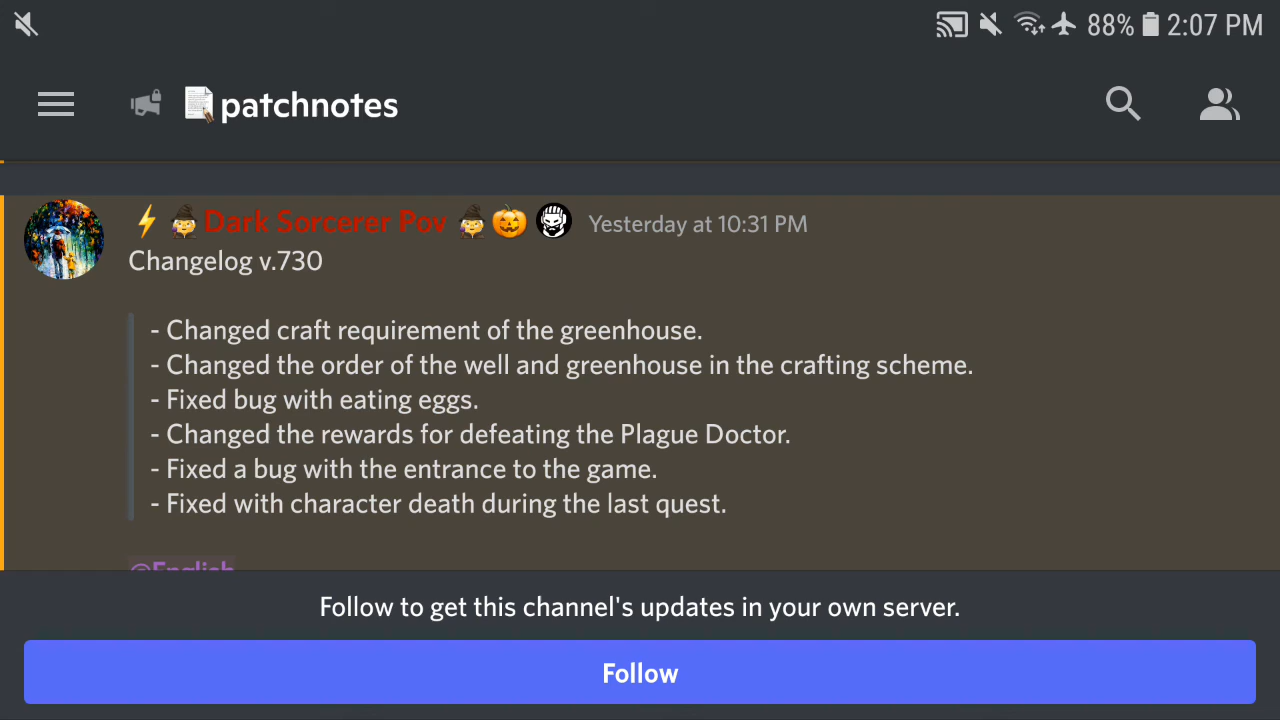 88% 2:07 PM
patchnotes
Dark Sorcerer Pov Yesterday at 10:31 PM
Changelog v.730
- Changed craft requirement of the greenhouse.
- Changed the order of the well and greenhouse in the crafting scheme.
- Fixed bug with eating eggs.
- Changed the rewards for defeating the Plague Doctor.
- Fixed a bug with the entrance to the game.
- Fixed with character death during the last quest.
@English
Follow to get this channel's updates in your own server.
Follow